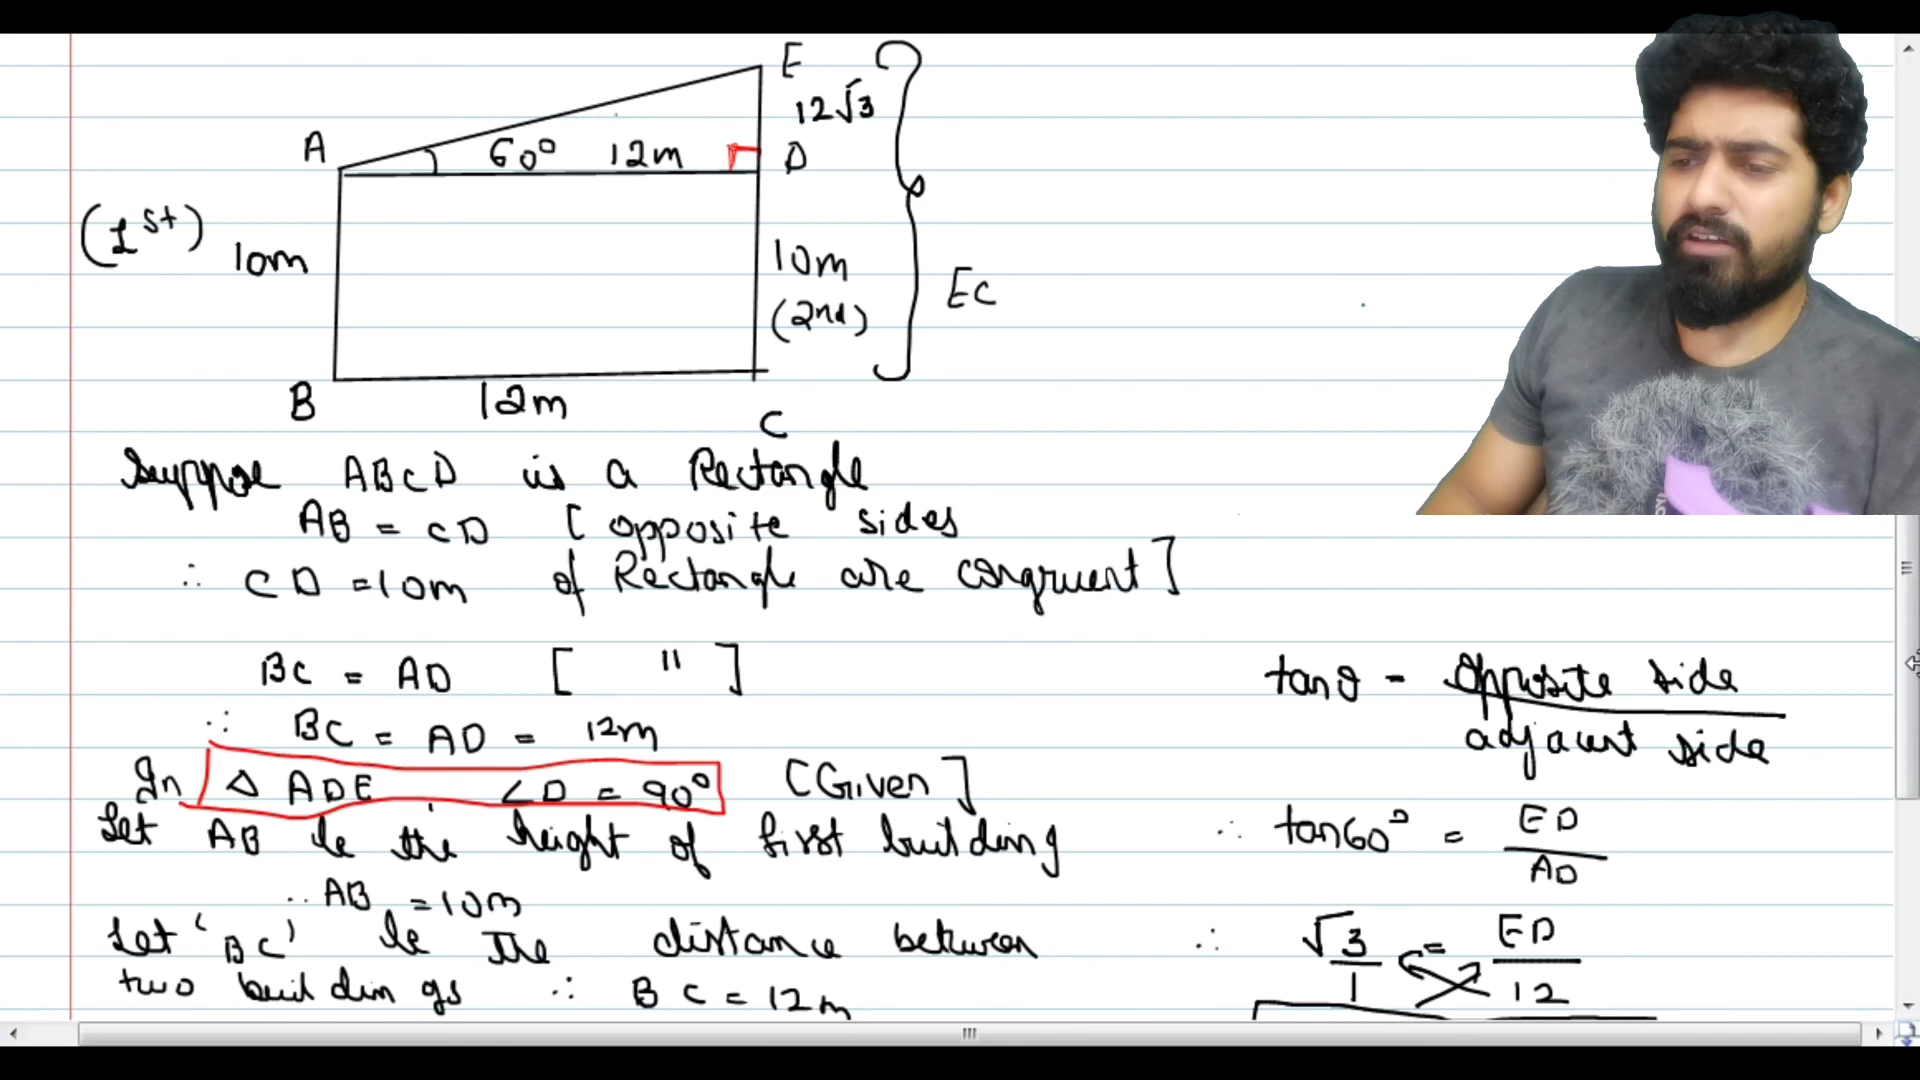 E
12√3
A 60° 12m D
(1st) 10m 10m
(2nd) EC
B 12m C
Suppose ABCD is a Rectangle
AB = CD [opposite sides
∴ CD = 10m of Rectangle are congruent]
BC = AD [ " ]
∴ BC = AD = 12m
In △ ADE ∠D = 90° [Given]
Let AB be the height of first building
∴ AB = 10m
Let 'BC' be the distance between
two buildings ∴ BC = 12m
tanθ - Opposite side
adjacent side
∴ tan60° = ED
AD
∴ √3 = ED
1 12